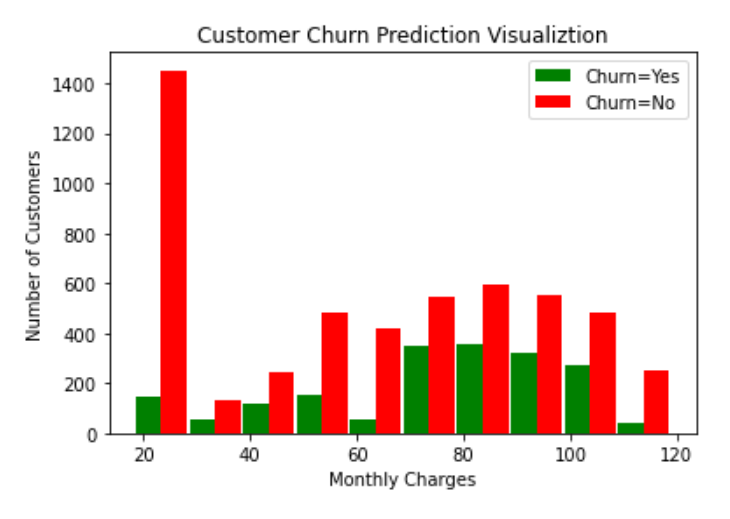 Customer Churn Prediction Visualiztion
Churn=Yes
Churn=No
1400
1200
1000
800
600
400
200
0
Number of Customers
20 40 60 80 100 120
Monthly Charges